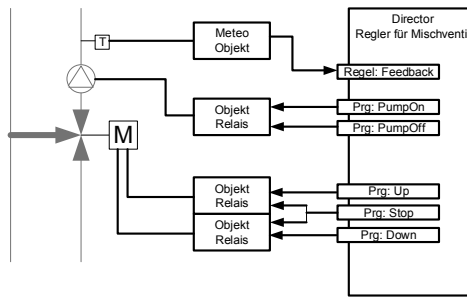 Director
Regler für Mischventi
Meteo
Objekt
T
Regel: Feedback
Objekt
Relais
Prg: PumpOn
Prg: PumpOff
M
Objekt
Relais
Prg: Up
Prg: Stop
Objekt
Relais
Prg: Down